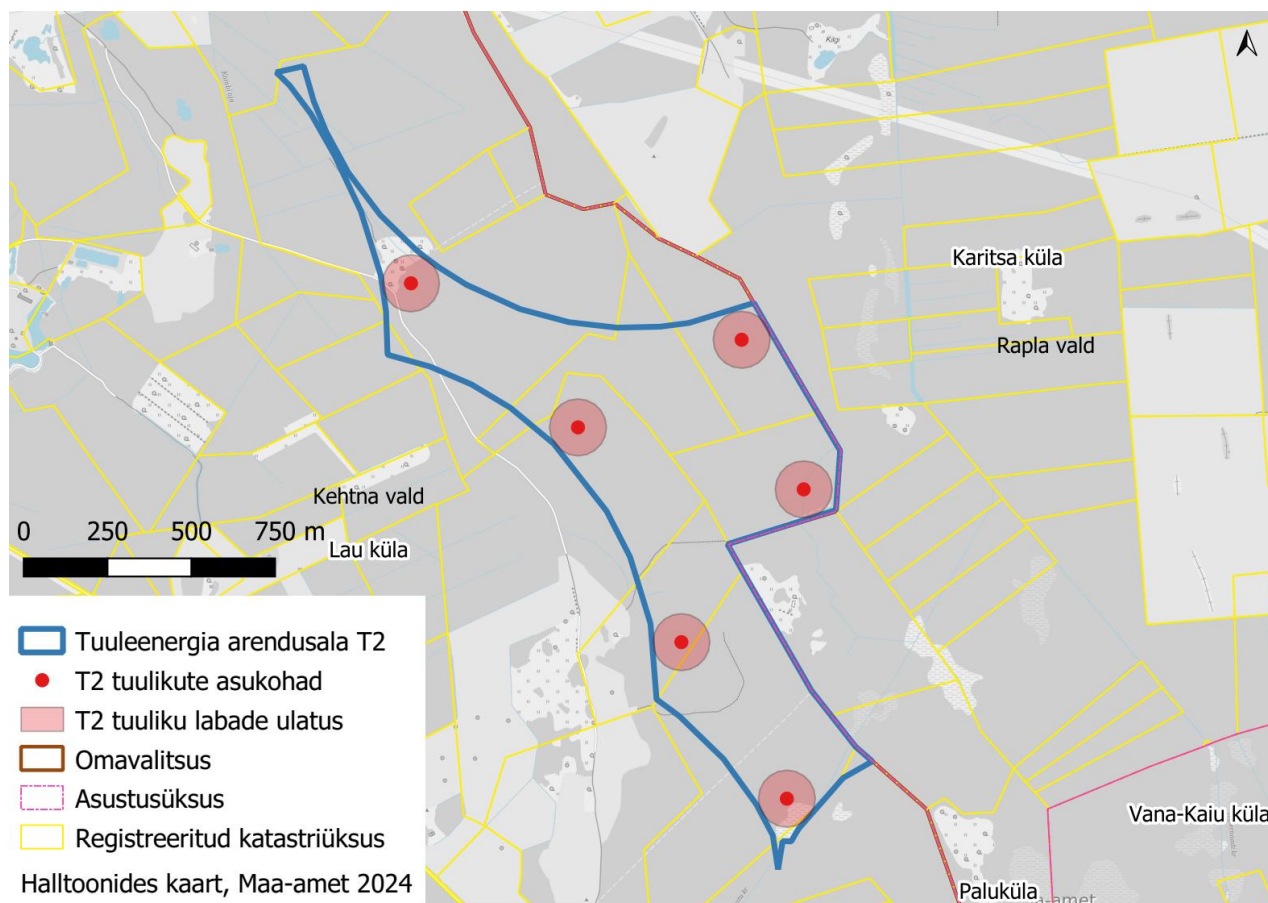 Kilgi
Karitsa küla
Rapla vald
Kehtna vald
0 250 500 750 m
Lau küla
Tuuleenergia arendusala T2
T2 tuulikute asukohad
T2 tuuliku labade ulatus
Omavalitsus
Asustusüksus
Registreeritud katastriüksus
Halltoonides kaart, Maa-amet 2024
Vana-Kaiu küla
Paluküla